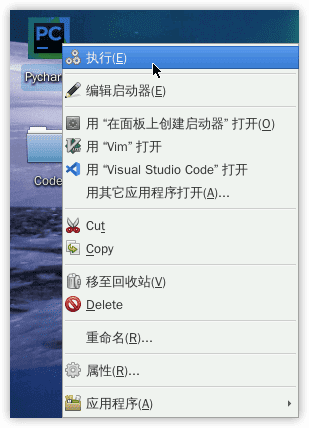 PC
Pychar
执行(E)
编辑启动器(E)
用 “在面板上创建启动器” 打开(O)
用 “Vim” 打开
用 “Visual Studio Code” 打开
用其它应用程序打开(A)...
Code
Cut
Copy
移至回收站(V)
Delete
重命名(R)...
属性(R)...
应用程序(A)